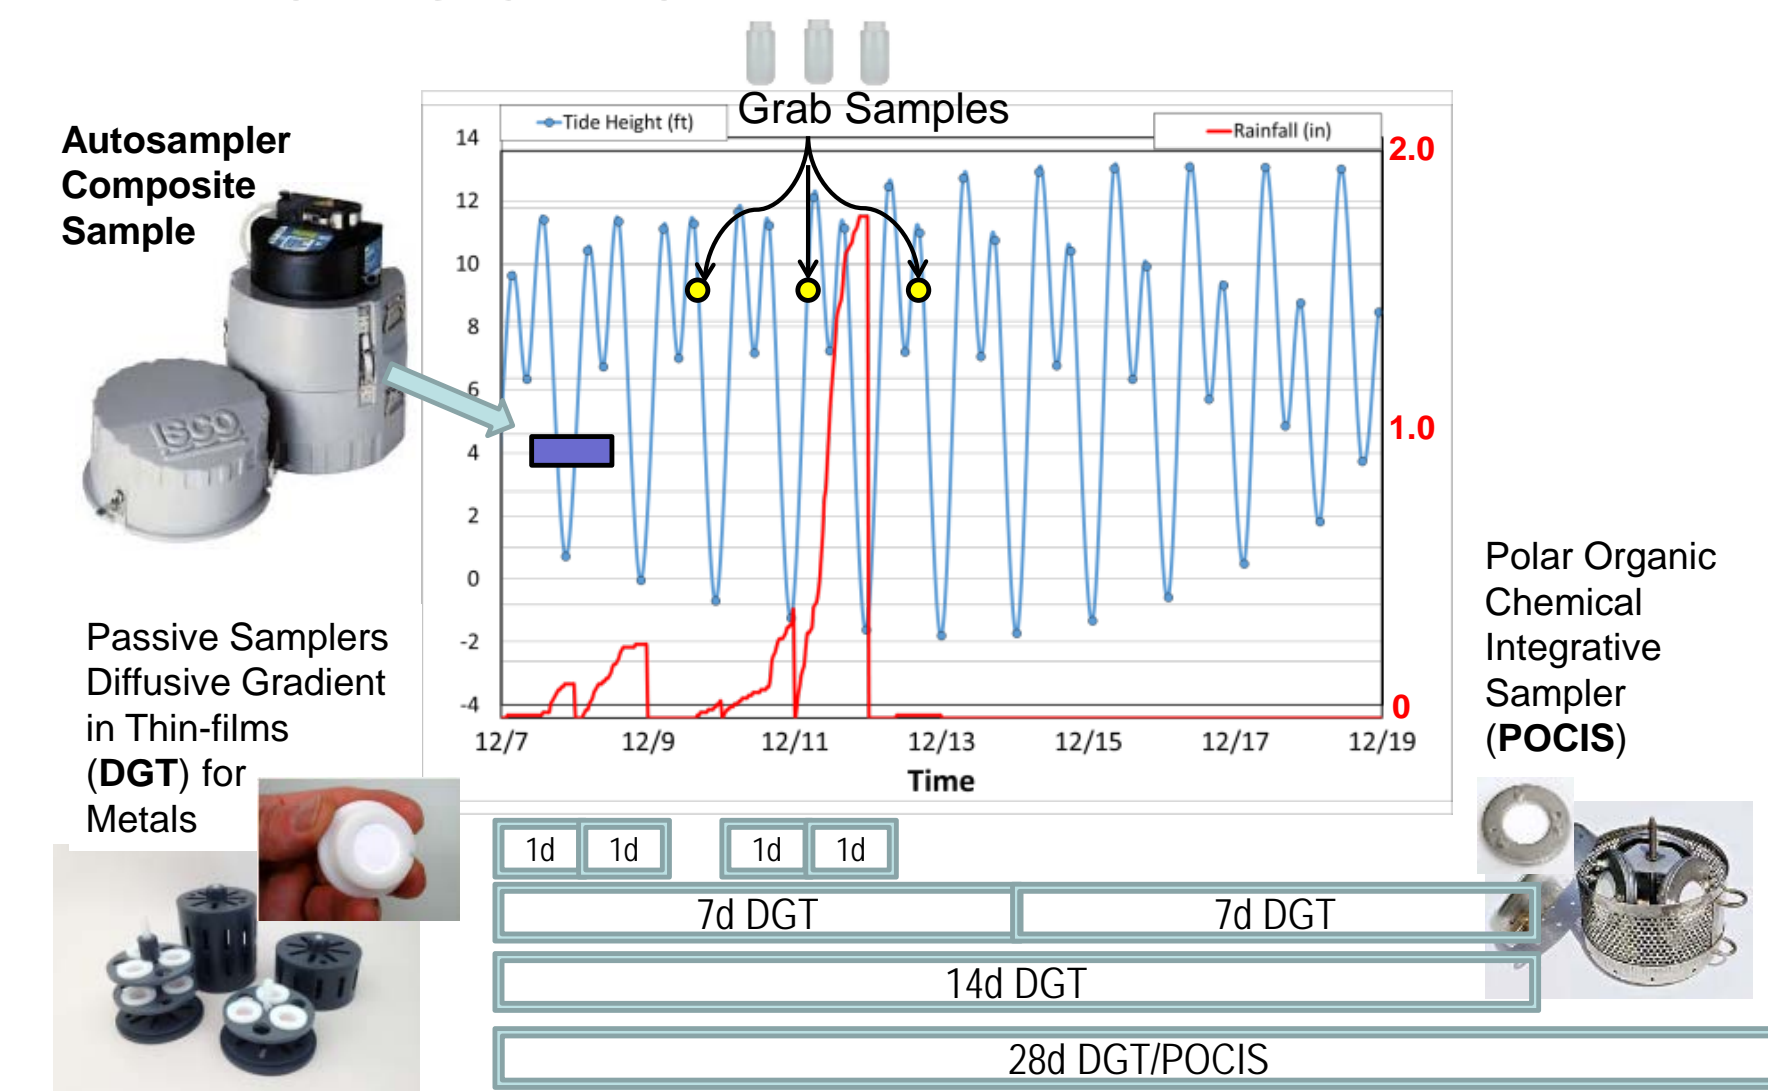 Grab Samples
Autosampler
Composite
Sample
Tide Height (ft)
Rainfall (in)
14
12
10
8
6
4
2
0
-2
-4
2.0
1.0
0
12/7
12/9
12/11
12/13
12/15
12/17
12/19
Time
ISCO
Passive Samplers
Diffusive Gradient
in Thin-films
(DGT) for
Metals
Polar Organic
Chemical
Integrative
Sampler
(POCIS)
1d
1d
1d
1d
7d DGT
7d DGT
14d DGT
28d DGT/POCIS